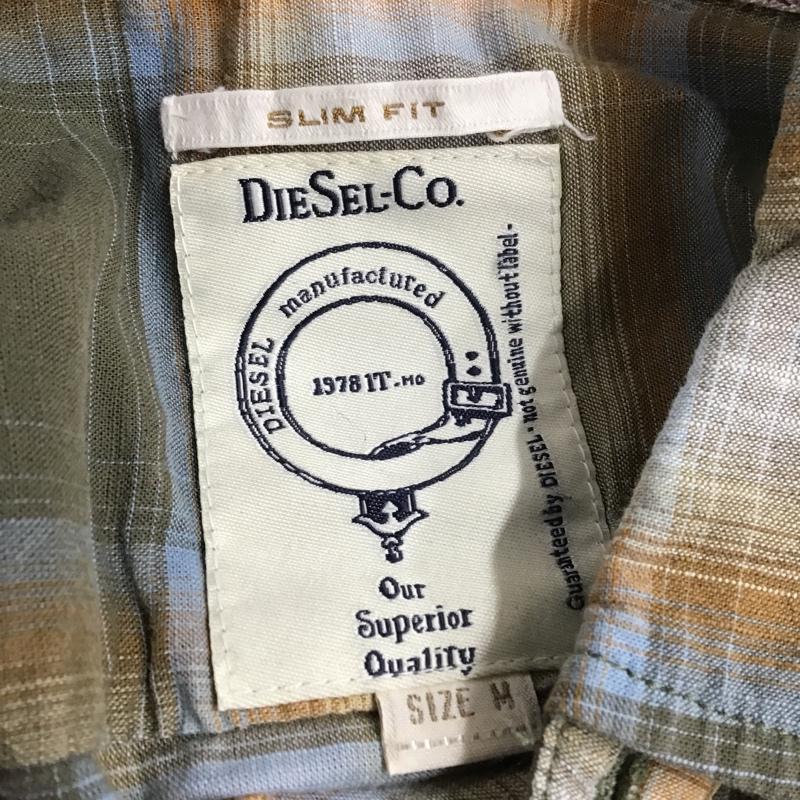 SLIM FIT
DIESEL-CO.
manufactured
DIESEL
1978 IT-MO
Guaranteed by DIESEL - not genuine without label -
Our
Superior
Quality
SIZE M